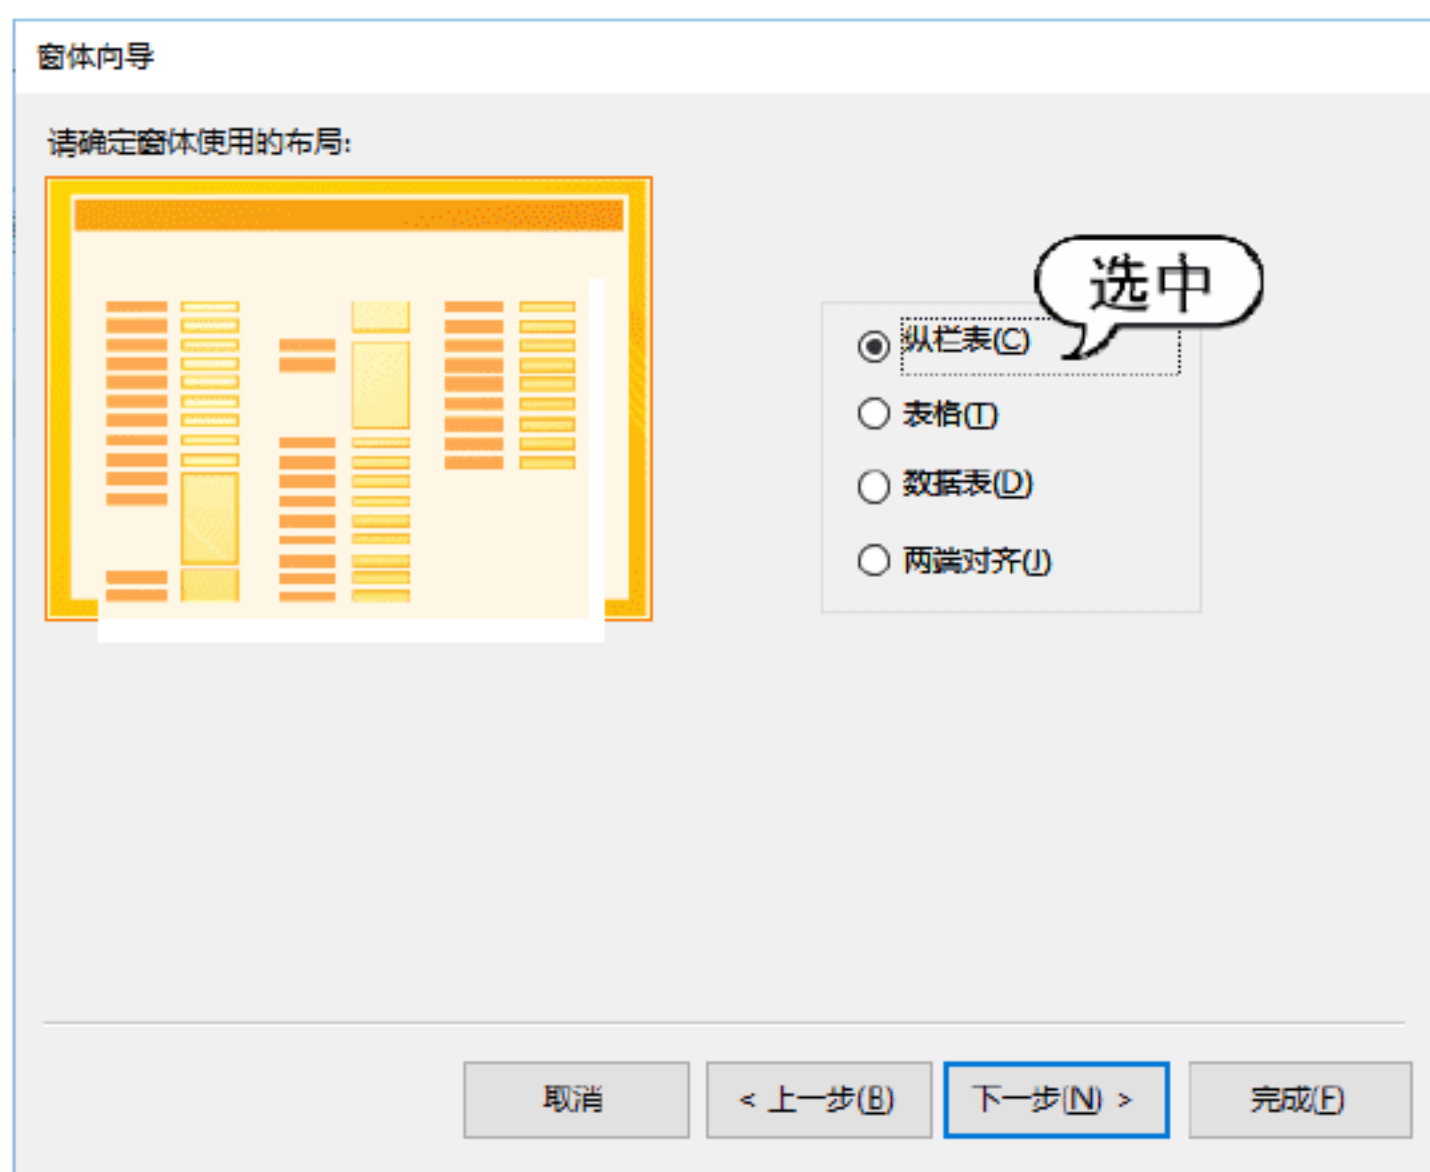 窗体向导
请确定窗体使用的布局:
选中
纵栏表(C)
表格(T)
数据表(D)
两端对齐(J)
取消
< 上一步(B)
下一步(N) >
完成(F)